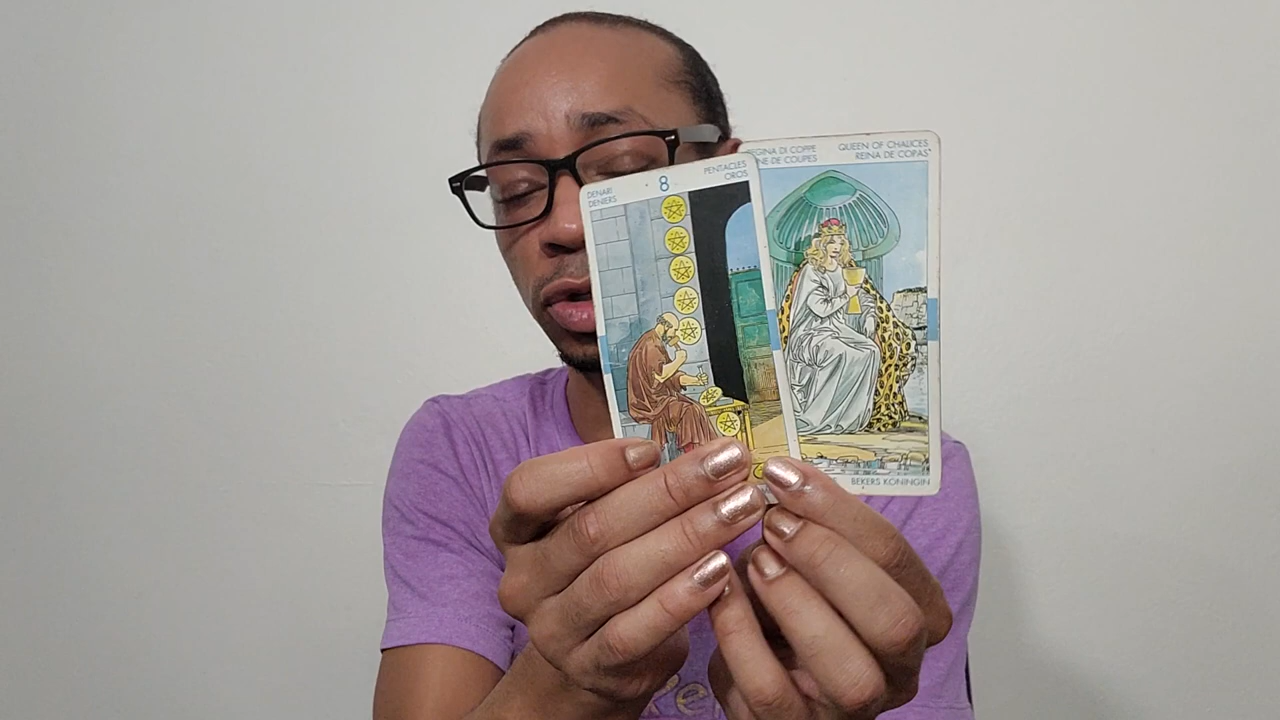 DENARI
DENIERS
8
PENTACLES
OROS
GINA DI COPPE
NE DE COUPES
QUEEN OF CHALICES
REINA DE COPAS
BEKERS KONINGIN
Re